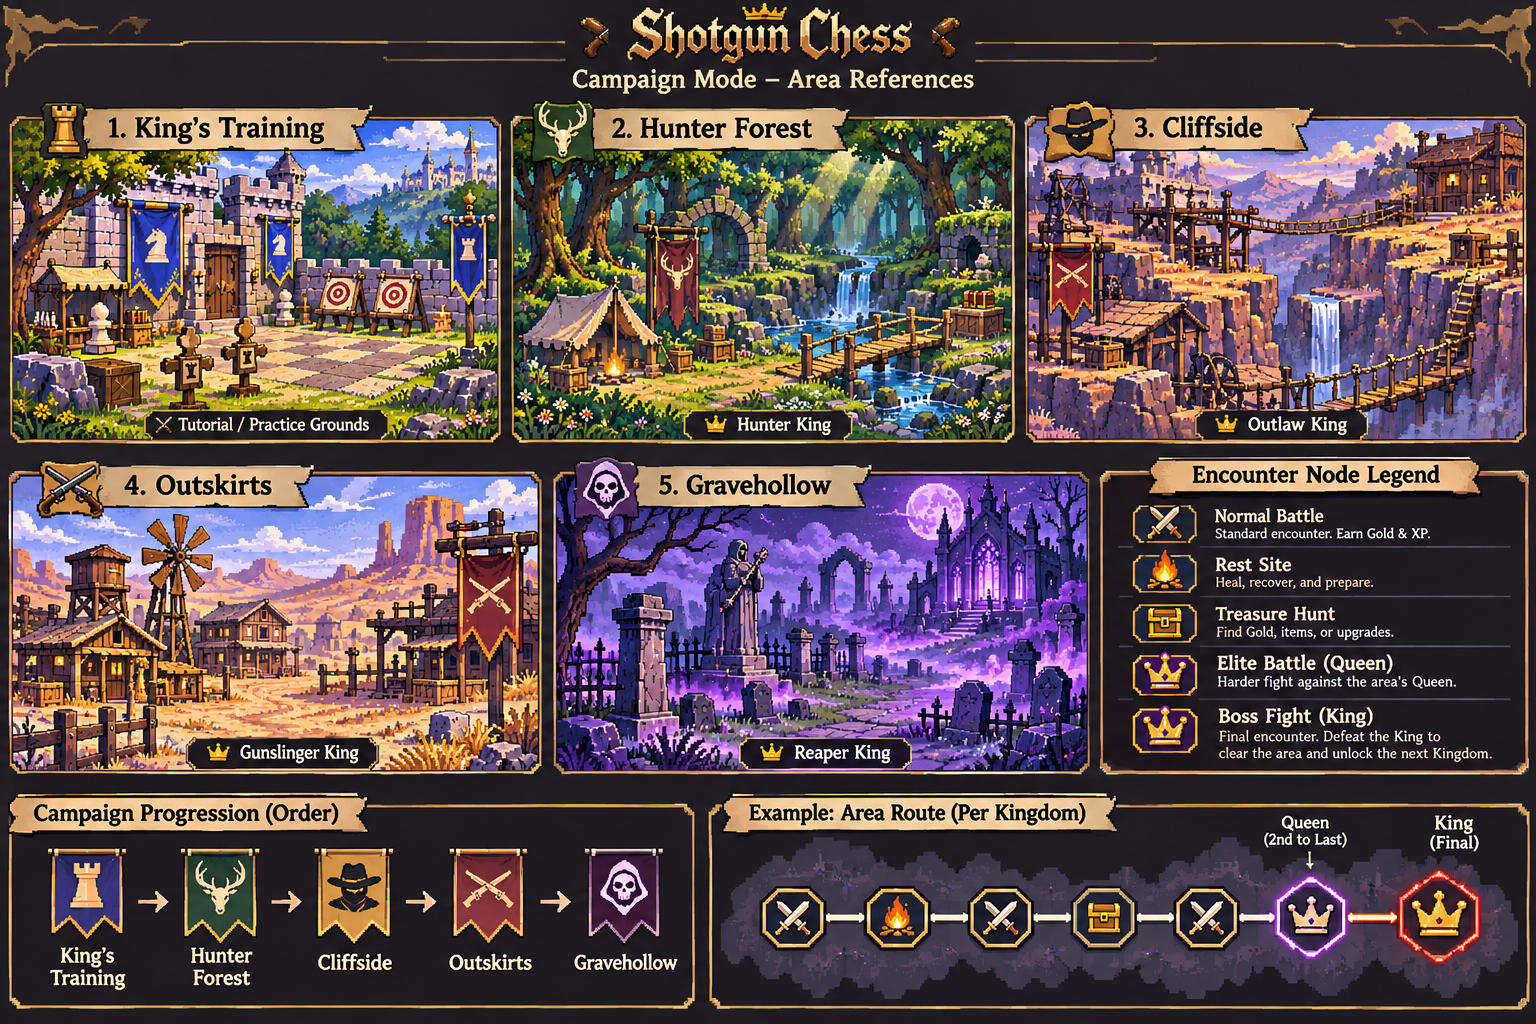 Shotgun Chess
Campaign Mode – Area References
1. King's Training
Tutorial / Practice Grounds
2. Hunter Forest
Hunter King
3. Cliffside
Outlaw King
4. Outskirts
Gunslinger King
5. Gravehollow
Reaper King
Encounter Node Legend
Normal Battle
Standard encounter. Earn Gold & XP.
Rest Site
Heal, recover, and prepare.
Treasure Hunt
Find Gold, items, or upgrades.
Elite Battle (Queen)
Harder fight against the area's Queen.
Boss Fight (King)
Final encounter. Defeat the King to
clear the area and unlock the next Kingdom.
Campaign Progression (Order)
King's
Training
Hunter
Forest
Cliffside
Outskirts
Gravehollow
Example: Area Route (Per Kingdom)
Queen
(2nd to Last)
King
(Final)